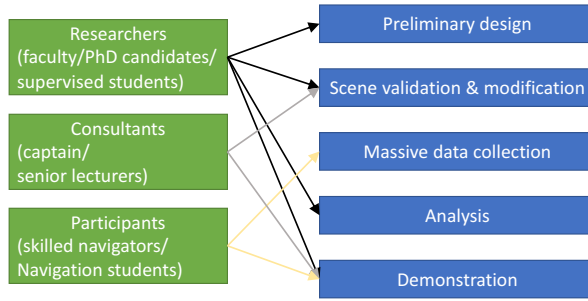 Researchers
(faculty/PhD candidates/
supervised students)
Consultants
(captain/
senior lecturers)
Participants
(skilled navigators/
Navigation students)
Preliminary design
Scene validation & modification
Massive data collection
Analysis
Demonstration